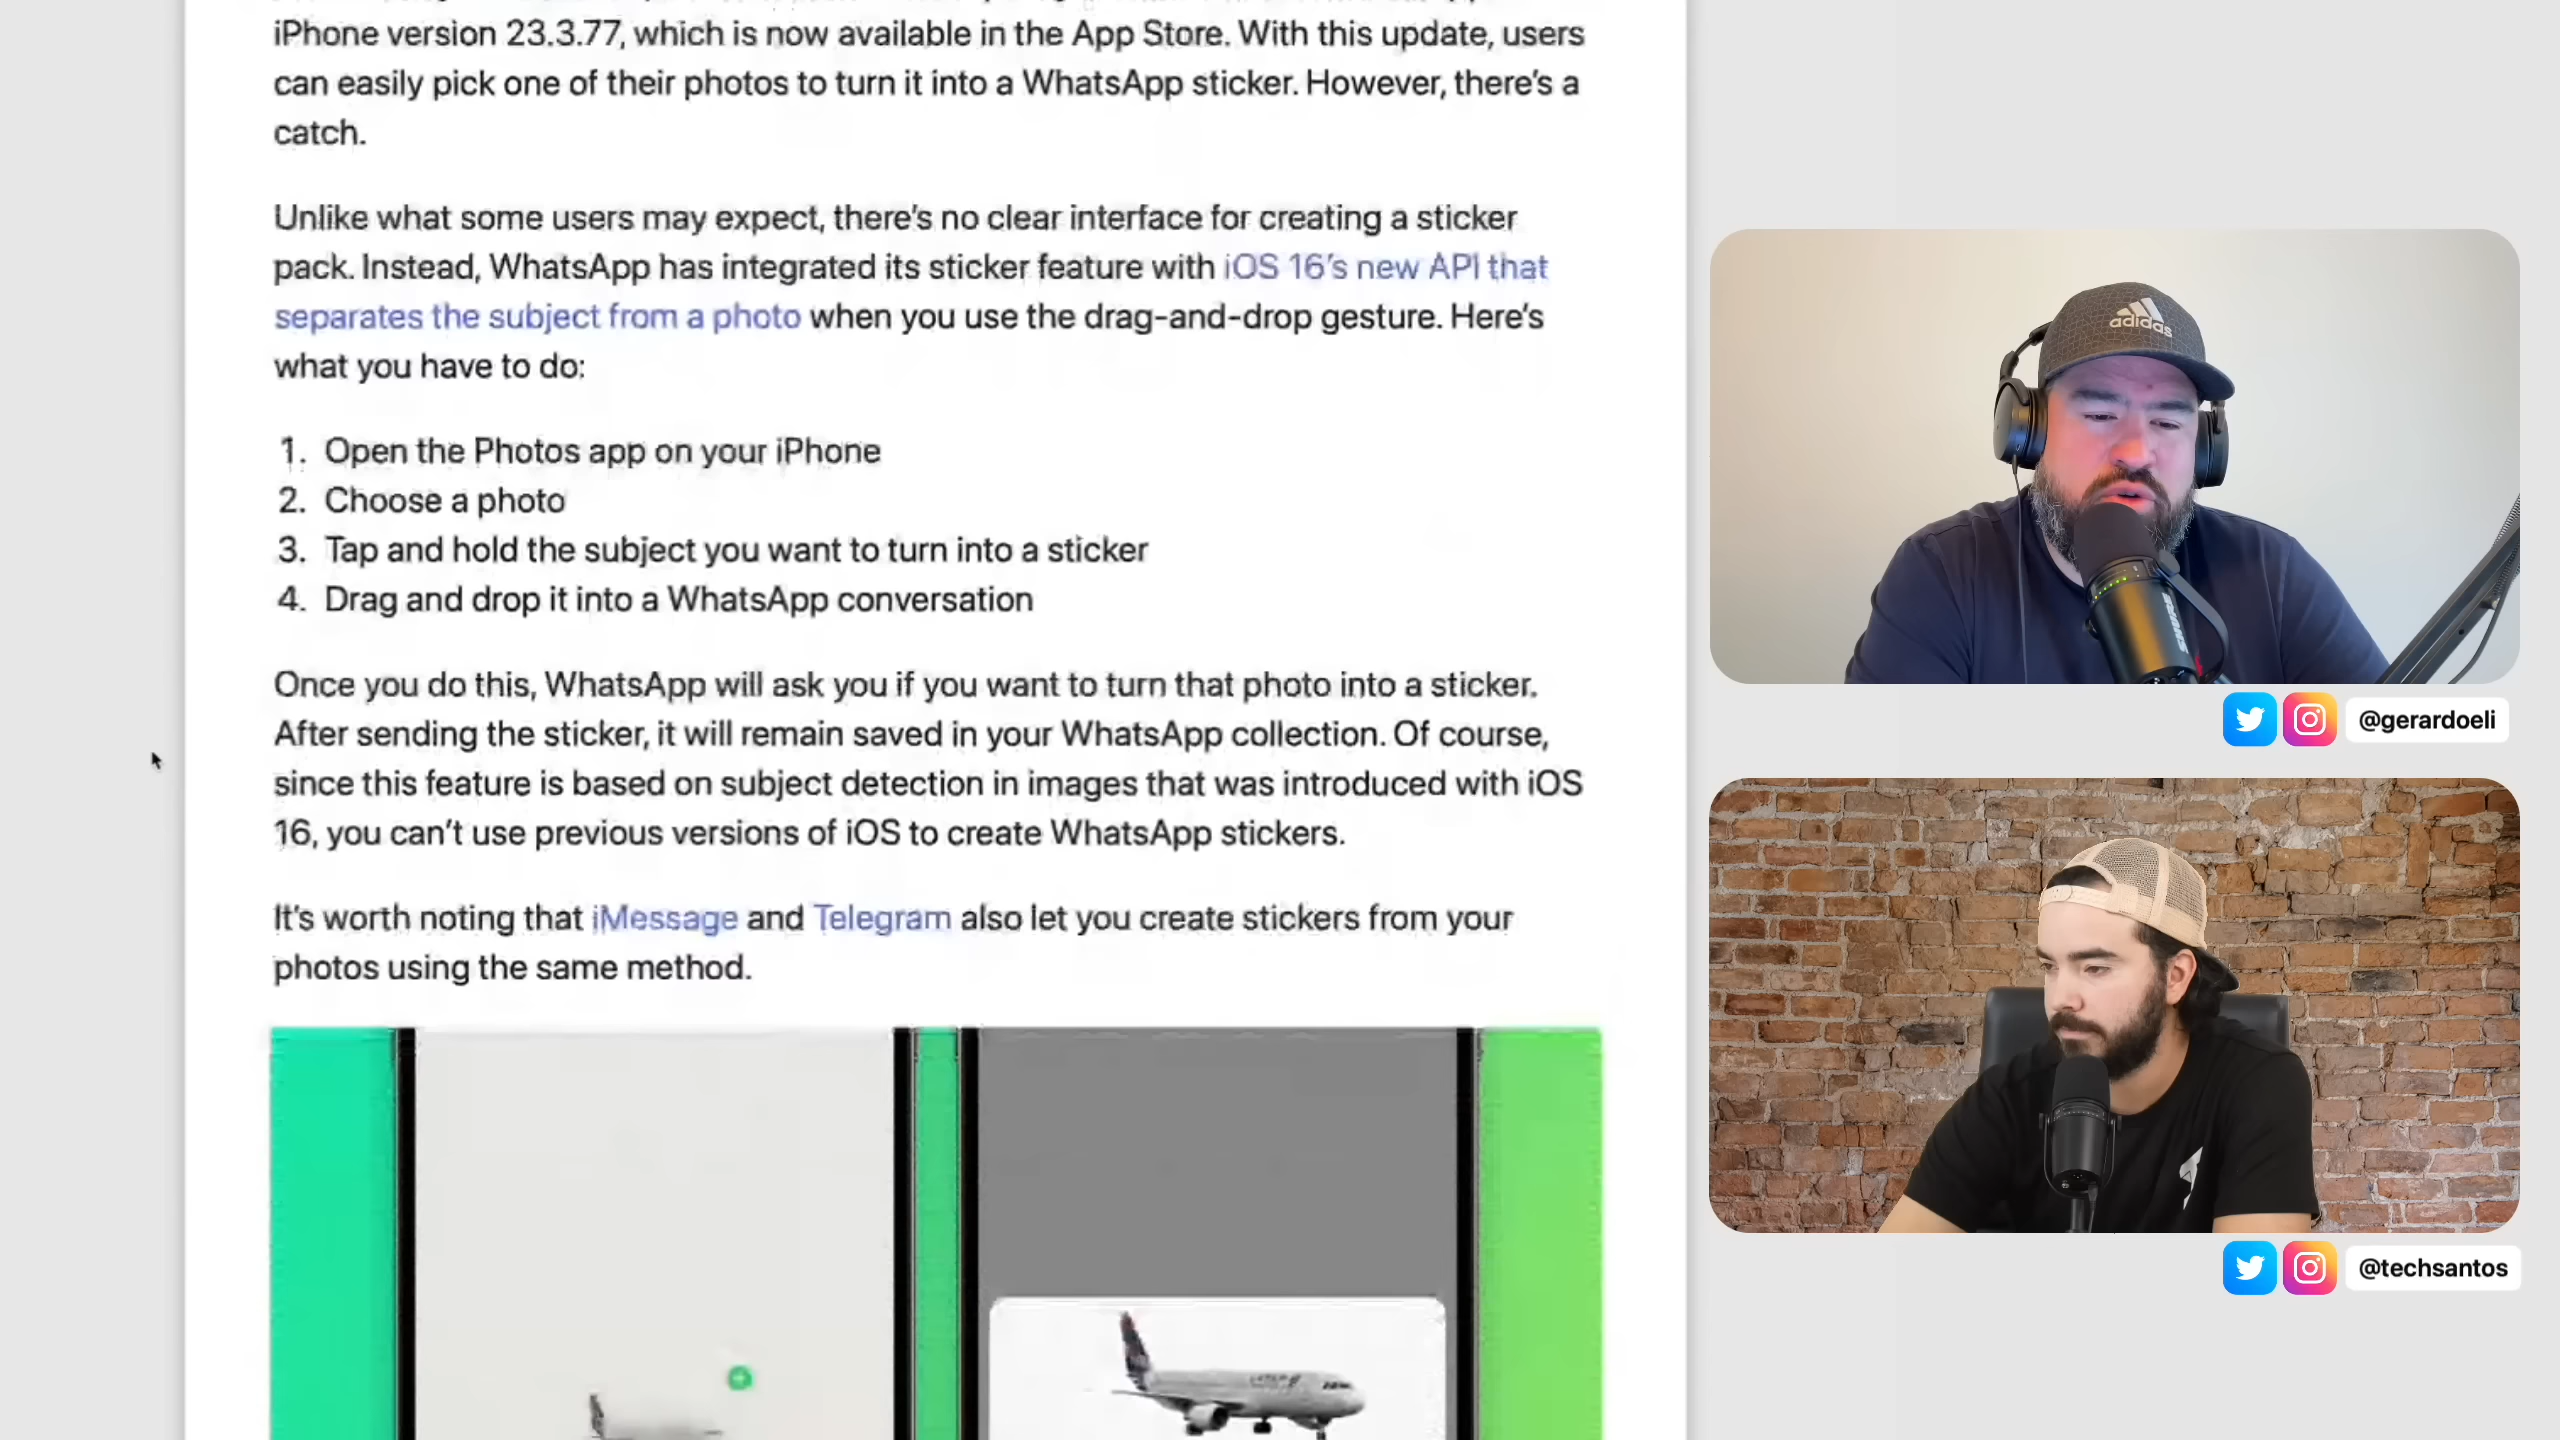 iPhone version 23.3.77, which is now available in the App Store. With this update, users
can easily pick one of their photos to turn it into a WhatsApp sticker. However, there's a
catch.
Unlike what some users may expect, there's no clear interface for creating a sticker
pack. Instead, WhatsApp has integrated its sticker feature with iOS 16's new API that
separates the subject from a photo when you use the drag-and-drop gesture. Here's
what you have to do:
1. Open the Photos app on your iPhone
2. Choose a photo
3. Tap and hold the subject you want to turn into a sticker
4. Drag and drop it into a WhatsApp conversation
Once you do this, WhatsApp will ask you if you want to turn that photo into a sticker.
After sending the sticker, it will remain saved in your WhatsApp collection. Of course,
since this feature is based on subject detection in images that was introduced with iOS
16, you can't use previous versions of iOS to create WhatsApp stickers.
It's worth noting that iMessage and Telegram also let you create stickers from your
photos using the same method.
adidas
SHURE
@gerardoeli
@techsantos